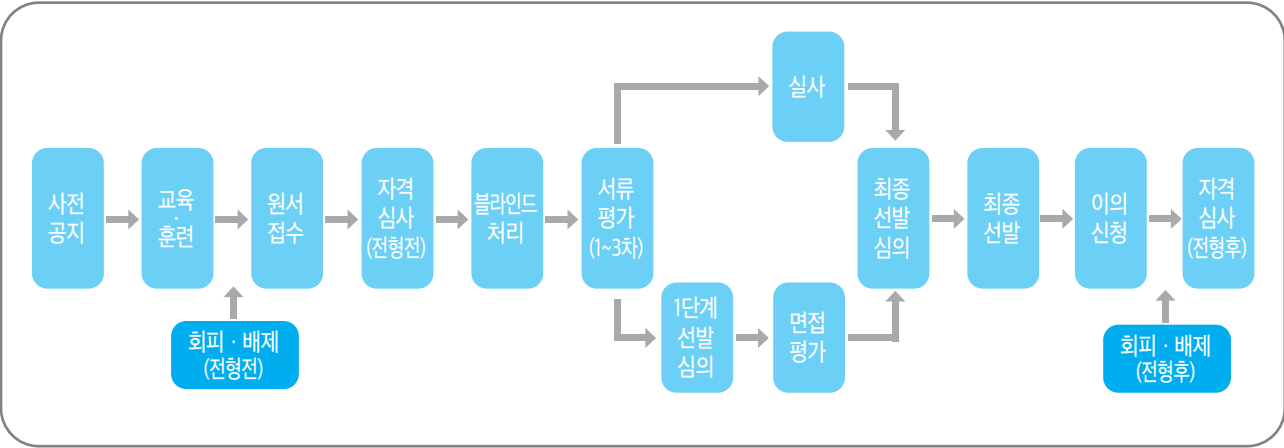 사전
공지
교육
·
훈련
원서
접수
자격
심사
(전형전)
블라인드
처리
서류
평가
(1~3차)
실사
1단계
선발
심의
면접
평가
최종
선발
심의
최종
선발
이의
신청
자격
심사
(전형후)
회피 · 배제
(전형전)
회피 · 배제
(전형후)